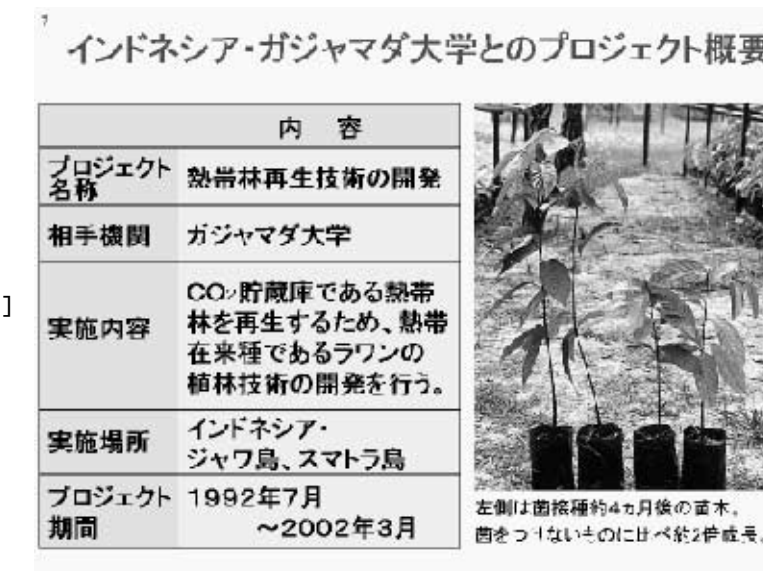 7
インドネシア・ガジャマダ大学とのプロジェクト概要
内 容
プロジェクト
名称
熱帯林再生技術の開発
相手機関
ガジャマダ大学
]
実施内容
CO₂貯蔵庫である熱帯
林を再生するため、熱帯
在来種であるラワンの
植林技術の開発を行う。
実施場所
インドネシア・
ジャワ島、スマトラ島
プロジェクト
期間
1992年7月
～2002年3月
左側は菌接種約4ヵ月後の苗木。
菌をつけないものに比べ約2倍成長。